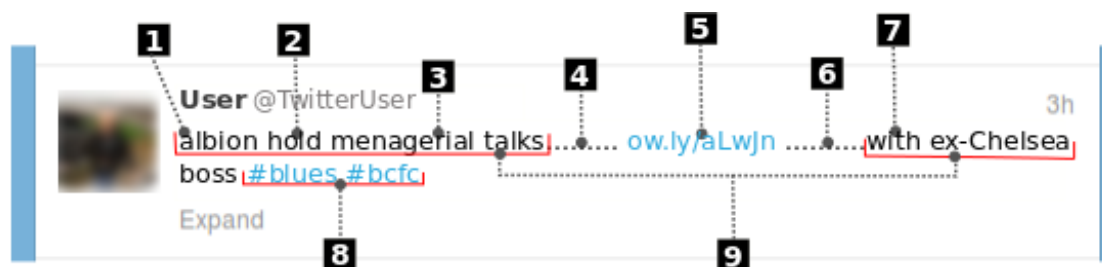 1 2 3 4 5 6 7
User @TwitterUser 3h
albion hold menagerial talks........ ow.ly/aLwJn ........with ex-Chelsea
boss #blues #bcfc
Expand
8 9